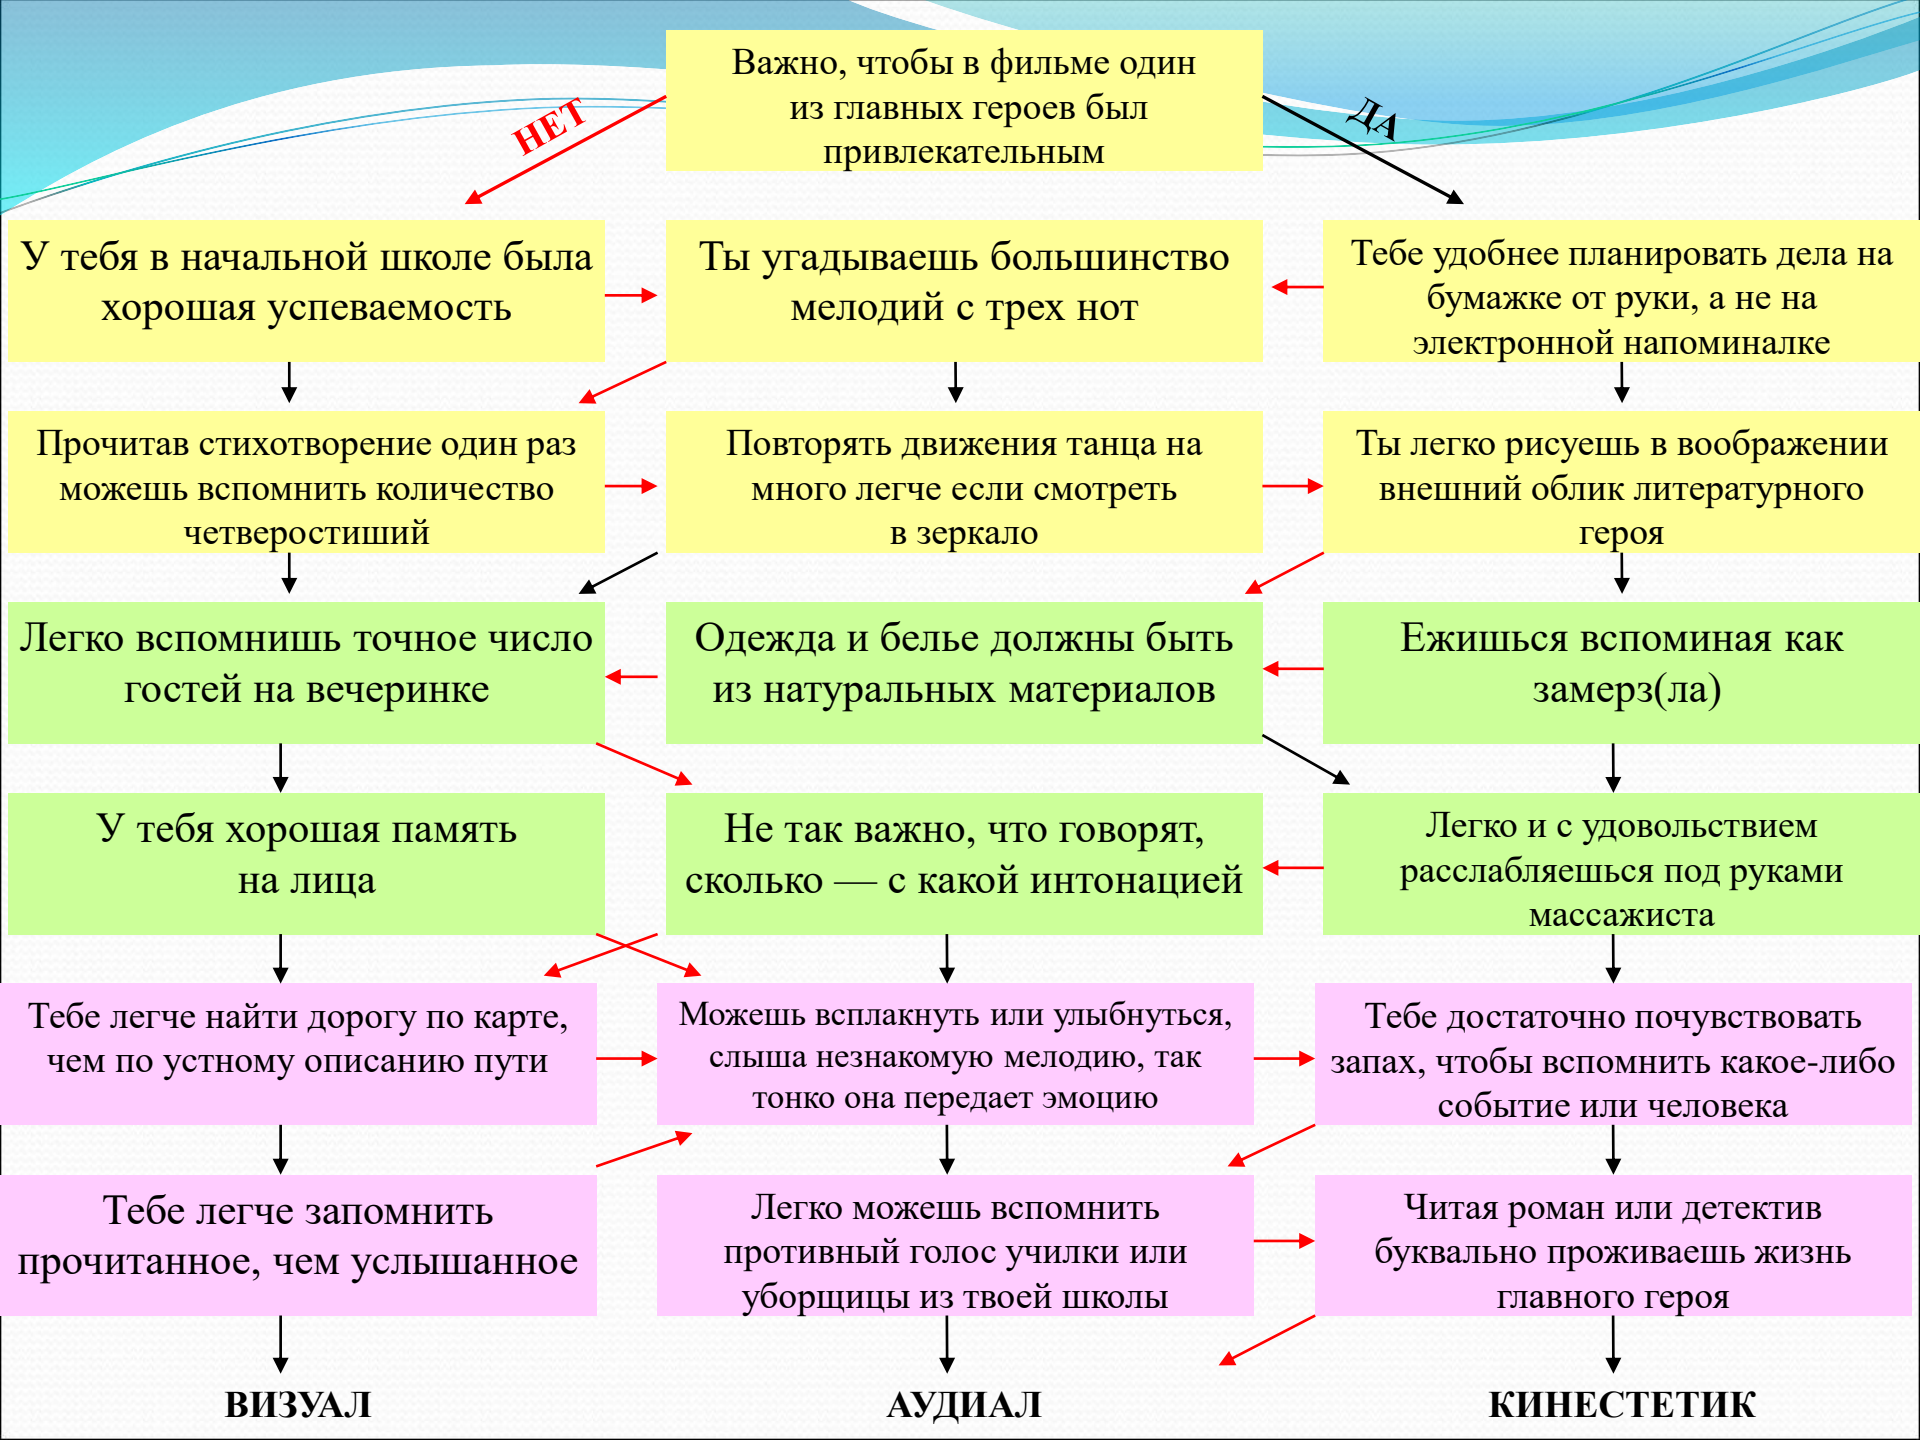 Важно, чтобы в фильме один
из главных героев был
привлекательным
НЕТ
ДА
У тебя в начальной школе была
хорошая успеваемость
Ты угадываешь большинство
мелодий с трех нот
Тебе удобнее планировать дела на
бумажке от руки, а не на
электронной напоминалке
Прочитав стихотворение один раз
можешь вспомнить количество
четверостиший
Повторять движения танца на
много легче если смотреть
в зеркало
Ты легко рисуешь в воображении
внешний облик литературного
героя
Легко вспомнишь точное число
гостей на вечеринке
Одежда и белье должны быть
из натуральных материалов
Ежишься вспоминая как
замерз(ла)
У тебя хорошая память
на лица
Не так важно, что говорят,
сколько — с какой интонацией
Легко и с удовольствием
расслабляешься под руками
массажиста
Тебе легче найти дорогу по карте,
чем по устному описанию пути
Можешь всплакнуть или улыбнуться,
слыша незнакомую мелодию, так
тонко она передает эмоцию
Тебе достаточно почувствовать
запах, чтобы вспомнить какое-либо
событие или человека
Тебе легче запомнить
прочитанное, чем услышанное
Легко можешь вспомнить
противный голос училки или
уборщицы из твоей школы
Читая роман или детектив
буквально проживаешь жизнь
главного героя
ВИЗУАЛ
АУДИАЛ
КИНЕСТЕТИК